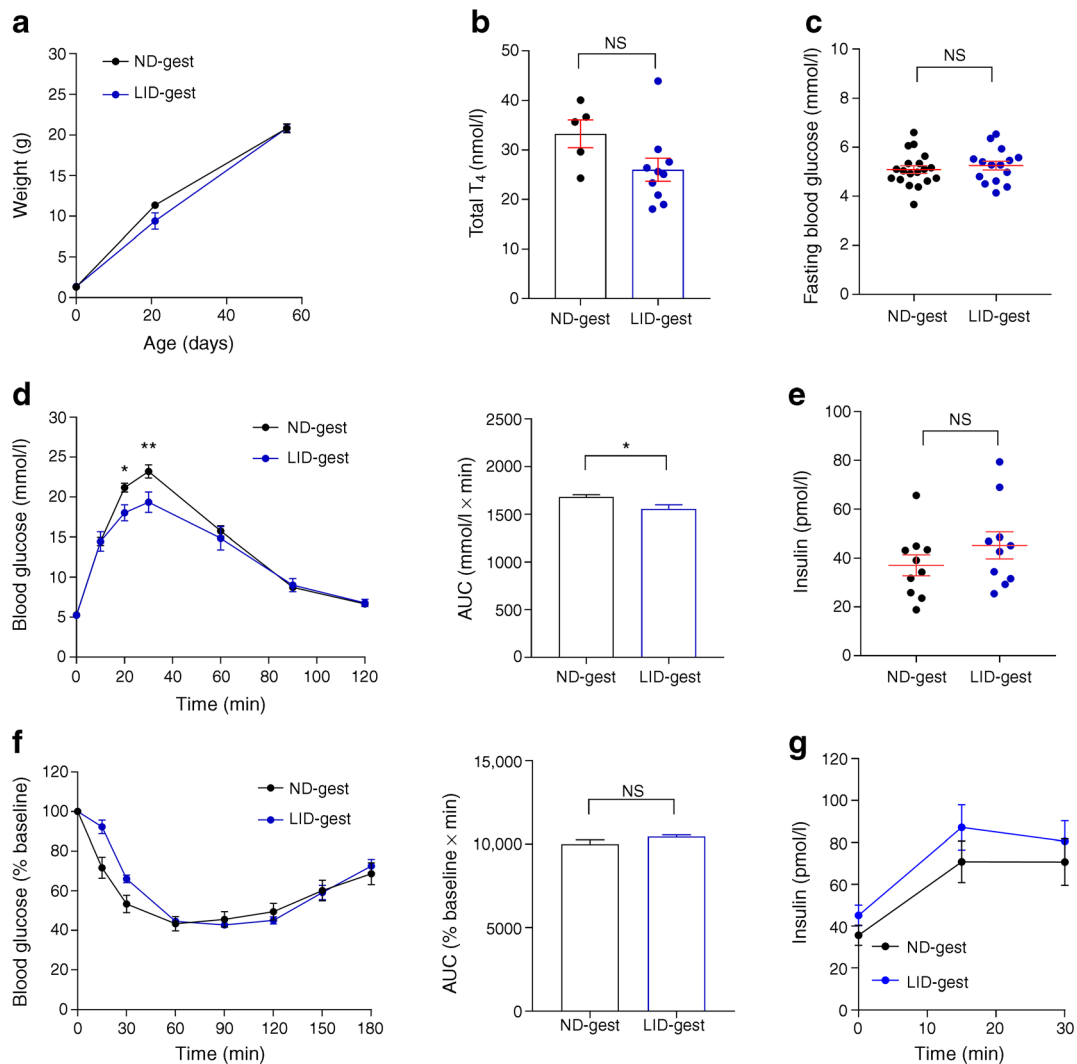 a
30
25
20
15
10
5
0
0
20
40
60
Weight (g)
Age (days)
ND-gest
LID-gest
b
50
40
30
20
10
0
Total T4 (nmol/l)
NS
ND-gest
LID-gest
c
10
8
6
4
2
0
Fasting blood glucose (mmol/l)
NS
ND-gest
LID-gest
d
30
25
20
15
10
5
0
0
20
40
60
80
100
120
Blood glucose (mmol/l)
Time (min)
*
**
ND-gest
LID-gest
2500
2000
1500
1000
500
0
AUC (mmol/l × min)
*
ND-gest
LID-gest
e
100
80
60
40
20
0
Insulin (pmol/l)
NS
ND-gest
LID-gest
f
120
100
80
60
40
20
0
0
30
60
90
120
150
180
Blood glucose (% baseline)
Time (min)
ND-gest
LID-gest
15,000
10,000
5000
0
AUC (% baseline × min)
NS
ND-gest
LID-gest
g
120
100
80
60
40
20
0
0
10
20
30
Insulin (pmol/l)
Time (min)
ND-gest
LID-gest